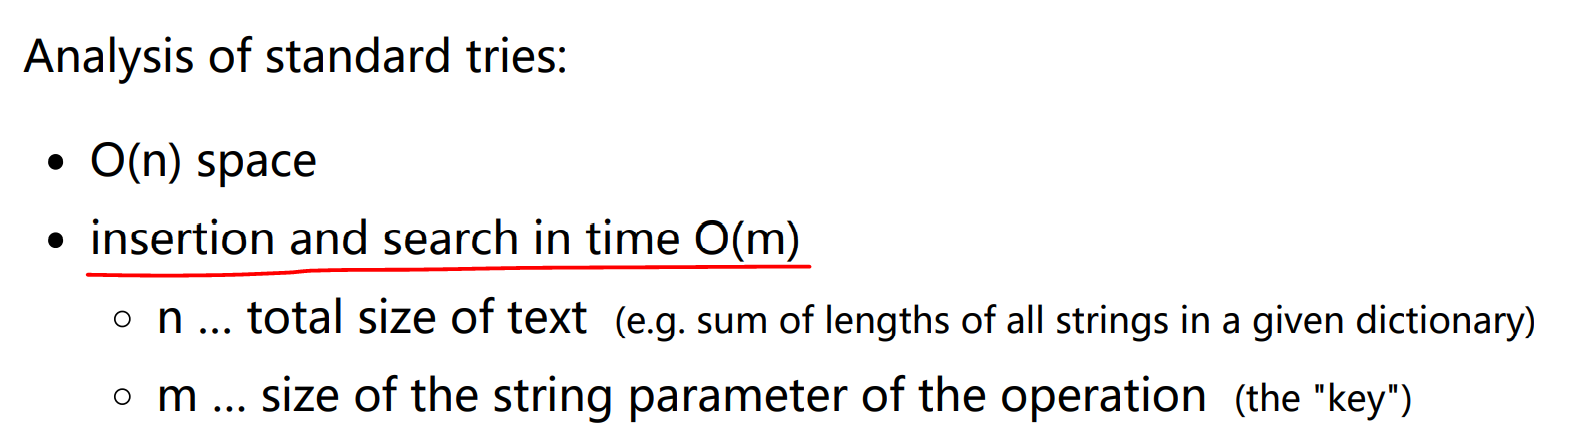 Analysis of standard tries:
• O(n) space
• insertion and search in time O(m)
◦ n ... total size of text (e.g. sum of lengths of all strings in a given dictionary)
◦ m ... size of the string parameter of the operation (the "key")